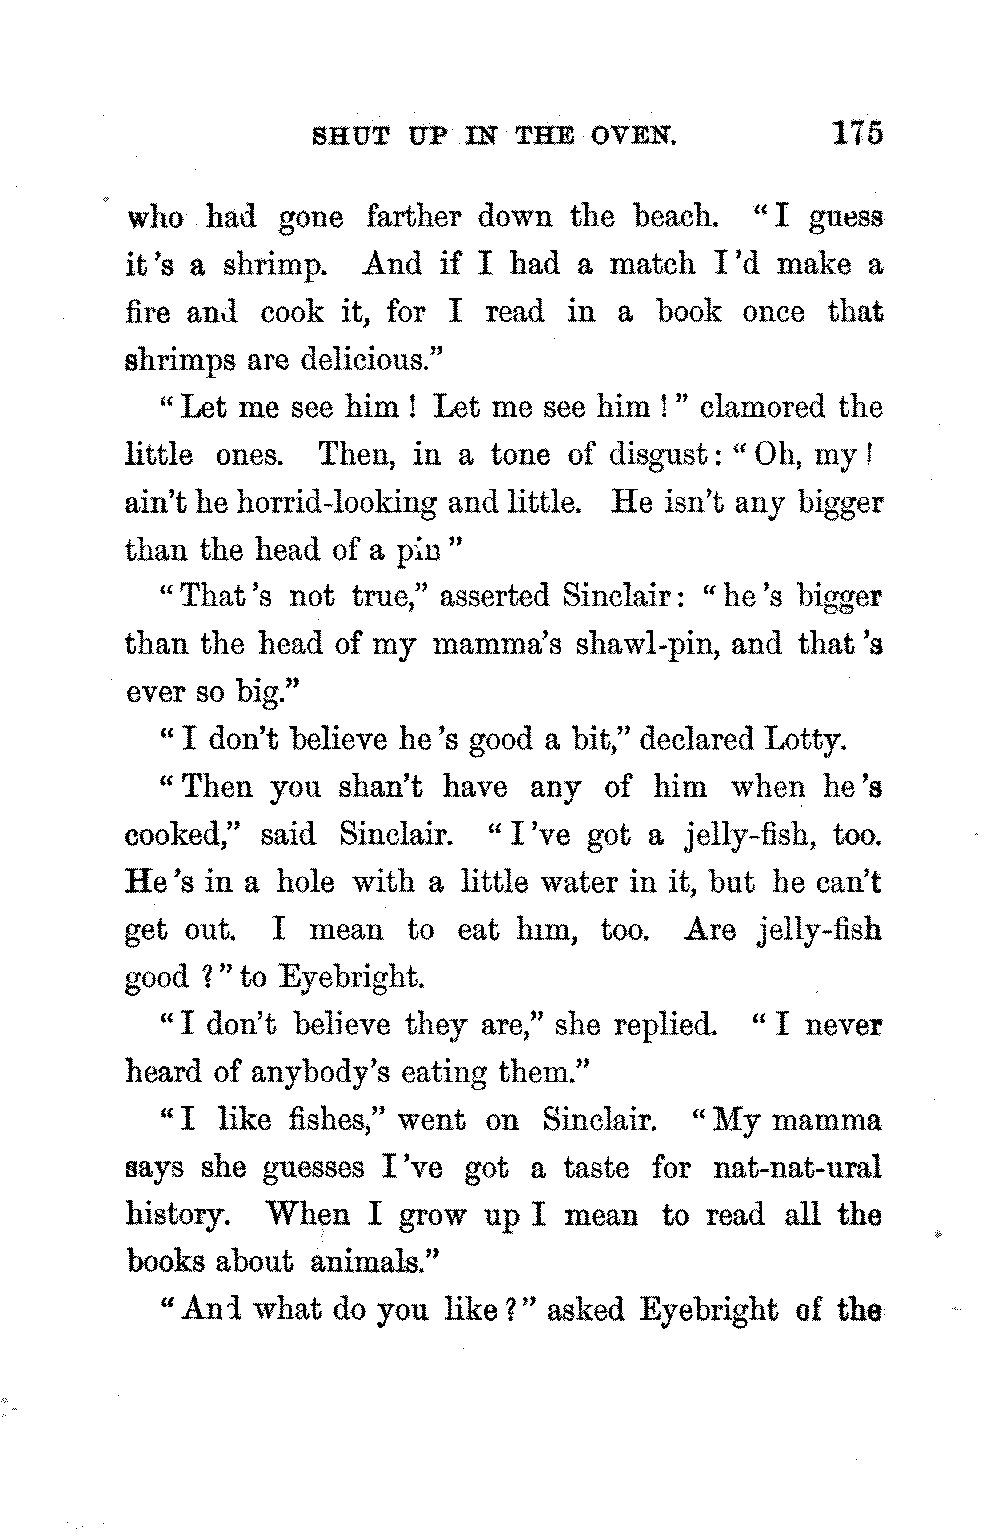 SHUT UP IN THE OVEN. 175
who had gone farther down the beach. "I guess
it's a shrimp. And if I had a match I'd make a
fire and cook it, for I read in a book once that
shrimps are delicious."
"Let me see him! Let me see him!" clamored the
little ones. Then, in a tone of disgust: "Oh, my!
ain't he horrid-looking and little. He isn't any bigger
than the head of a pin"
"That's not true," asserted Sinclair: "he's bigger
than the head of my mamma's shawl-pin, and that's
ever so big."
"I don't believe he's good a bit," declared Lotty.
"Then you shan't have any of him when he's
cooked," said Sinclair. "I've got a jelly-fish, too.
He's in a hole with a little water in it, but he can't
get out. I mean to eat him, too. Are jelly-fish
good?" to Eyebright.
"I don't believe they are," she replied. "I never
heard of anybody's eating them."
"I like fishes," went on Sinclair. "My mamma
says she guesses I've got a taste for nat-nat-ural
history. When I grow up I mean to read all the
books about animals."
"And what do you like?" asked Eyebright of the